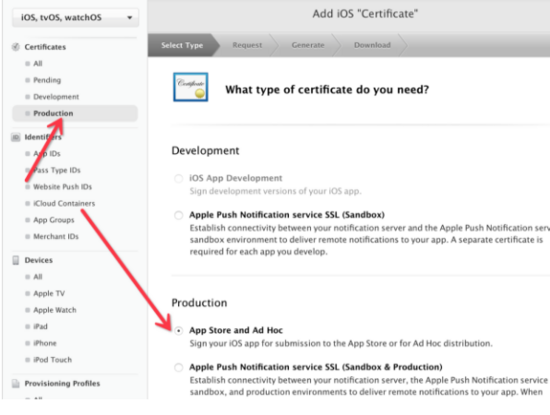 iOS, tvOS, watchOS
Add iOS "Certificate"
Certificates
All
Pending
Development
Production
Identifiers
App IDs
Pass Type IDs
Website Push IDs
iCloud Containers
App Groups
Merchant IDs
Devices
All
Apple TV
Apple Watch
iPad
iPhone
iPod Touch
Provisioning Profiles
All
Select Type
Request
Generate
Download
Certificate
What type of certificate do you need?
Development
iOS App Development
Sign development versions of your iOS app.
Apple Push Notification service SSL (Sandbox)
Establish connectivity between your notification server and the Apple Push Notification serv
sandbox environment to deliver remote notifications to your app. A separate certificate is
required for each app you develop.
Production
App Store and Ad Hoc
Sign your iOS app for submission to the App Store or for Ad Hoc distribution.
Apple Push Notification service SSL (Sandbox & Production)
Establish connectivity between your notification server, the Apple Push Notification service
sandbox, and production environments to deliver remote notifications to your app. When